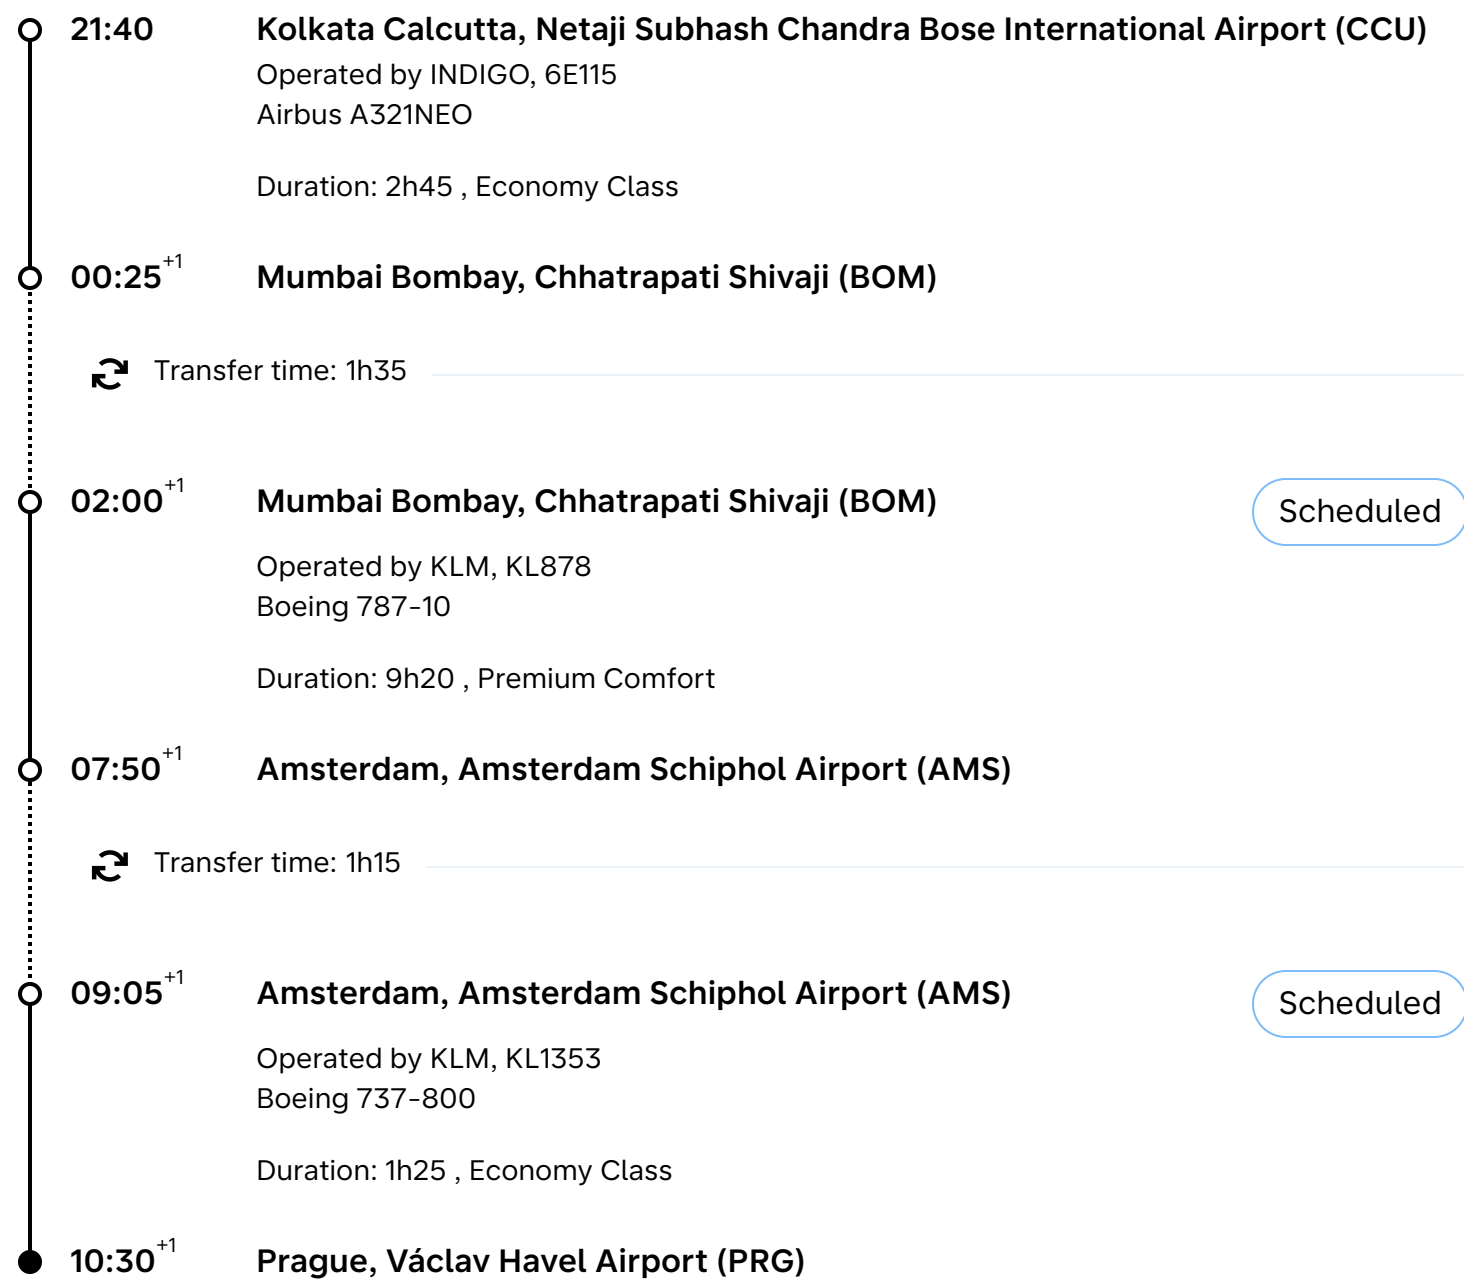 21:40 Kolkata Calcutta, Netaji Subhash Chandra Bose International Airport (CCU)
Operated by INDIGO, 6E115
Airbus A321NEO
Duration: 2h45 , Economy Class
00:25+1 Mumbai Bombay, Chhatrapati Shivaji (BOM)
Transfer time: 1h35
02:00+1 Mumbai Bombay, Chhatrapati Shivaji (BOM) Scheduled
Operated by KLM, KL878
Boeing 787-10
Duration: 9h20 , Premium Comfort
07:50+1 Amsterdam, Amsterdam Schiphol Airport (AMS)
Transfer time: 1h15
09:05+1 Amsterdam, Amsterdam Schiphol Airport (AMS) Scheduled
Operated by KLM, KL1353
Boeing 737-800
Duration: 1h25 , Economy Class
10:30+1 Prague, Václav Havel Airport (PRG)